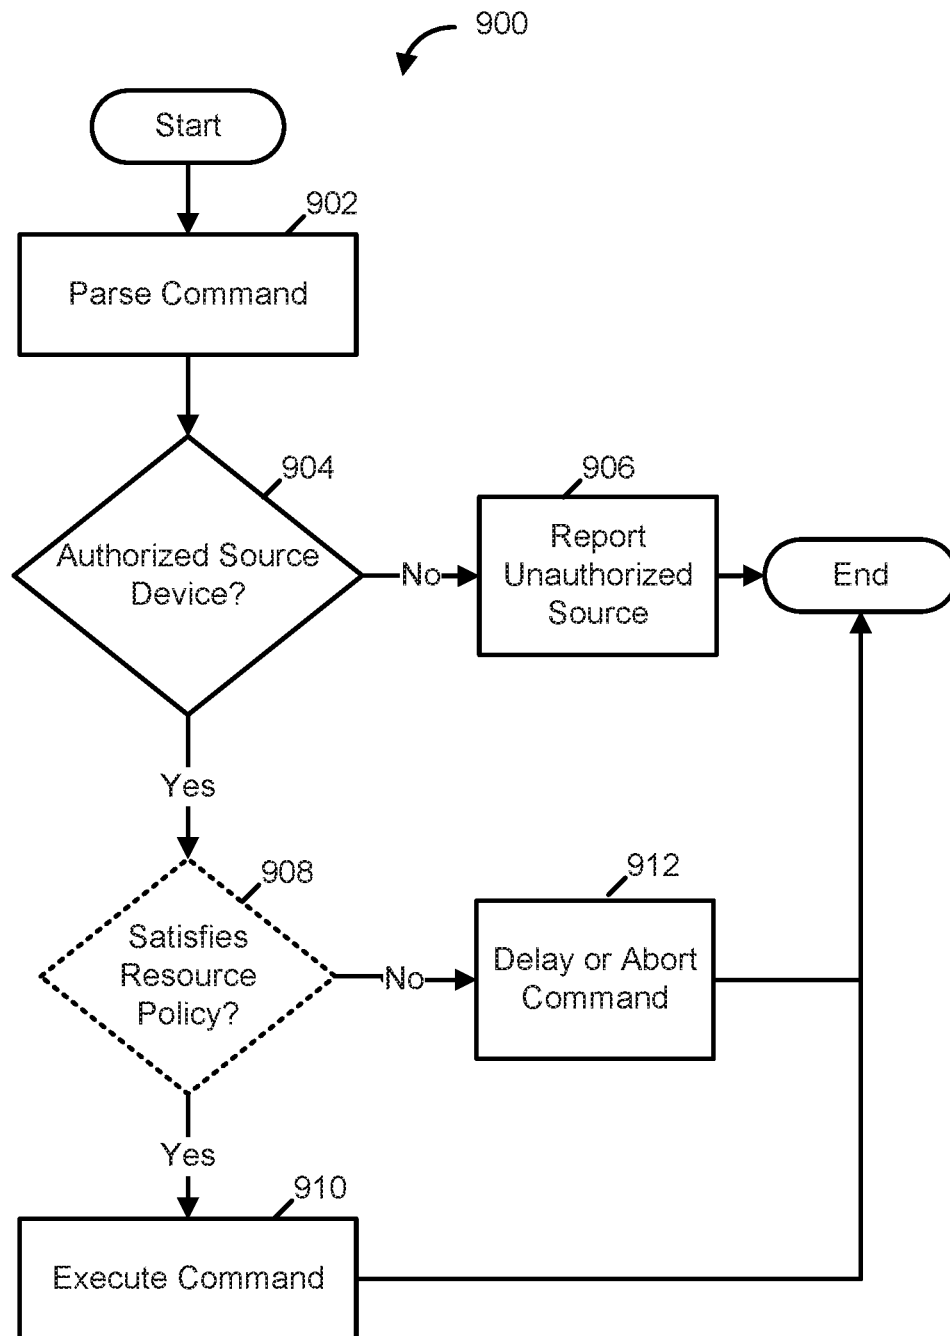 900
Start
902
Parse Command
904
Authorized Source
Device?
No
906
Report
Unauthorized
Source
End
Yes
908
Satisfies
Resource
Policy?
No
912
Delay or Abort
Command
Yes
910
Execute Command